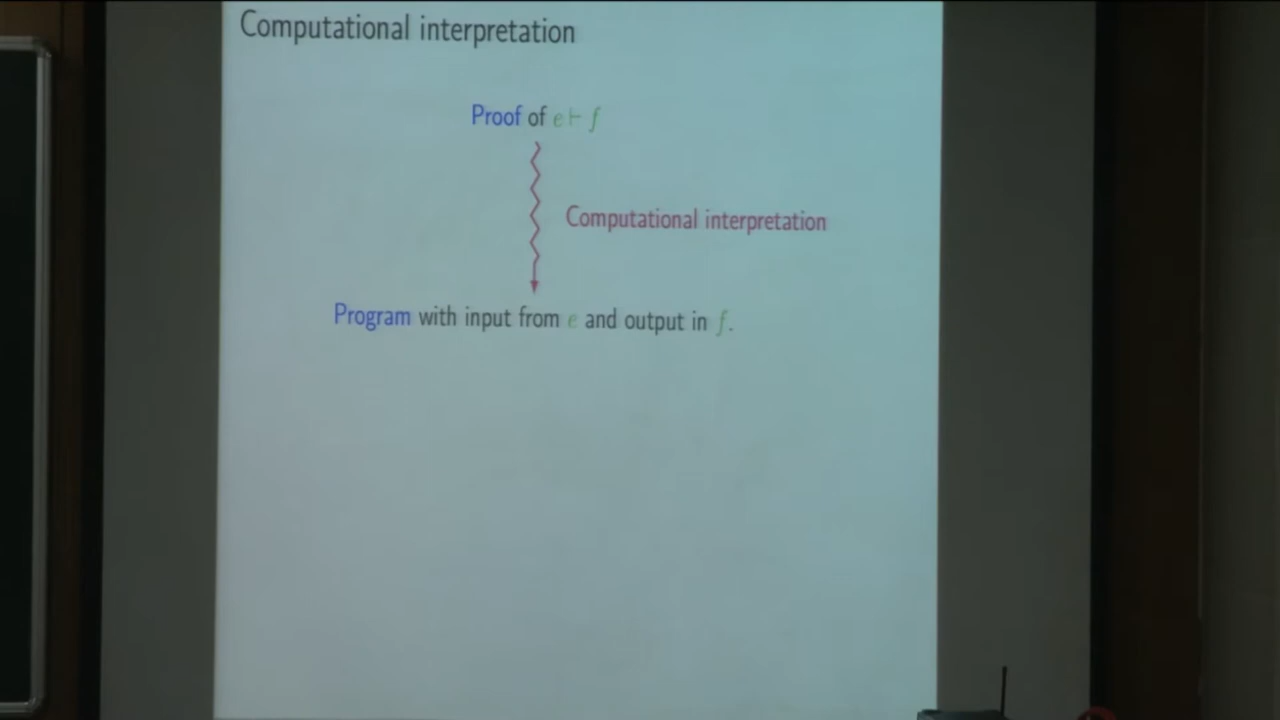 Computational interpretation
Proof of e ⊢ f
Computational interpretation
Program with input from e and output in f.